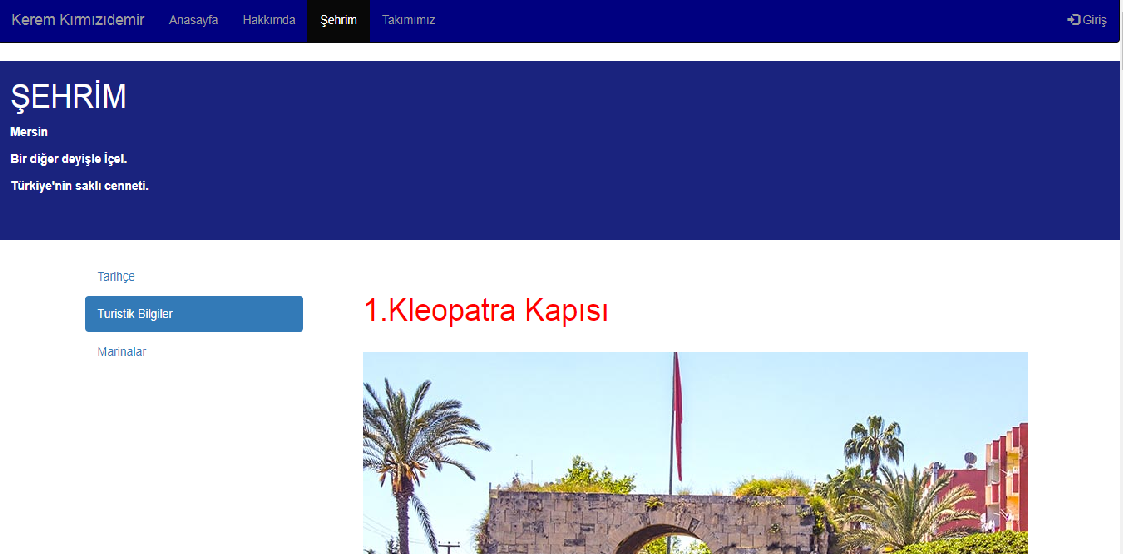 Kerem Kırmızıdemir Anasayfa Hakkımda Şehrim Takımımız Giriş
ŞEHRİM
Mersin
Bir diğer deyişle İçel.
Türkiye'nin saklı cenneti.
Tarihçe
Turistik Bilgiler
Marinalar
1.Kleopatra Kapısı